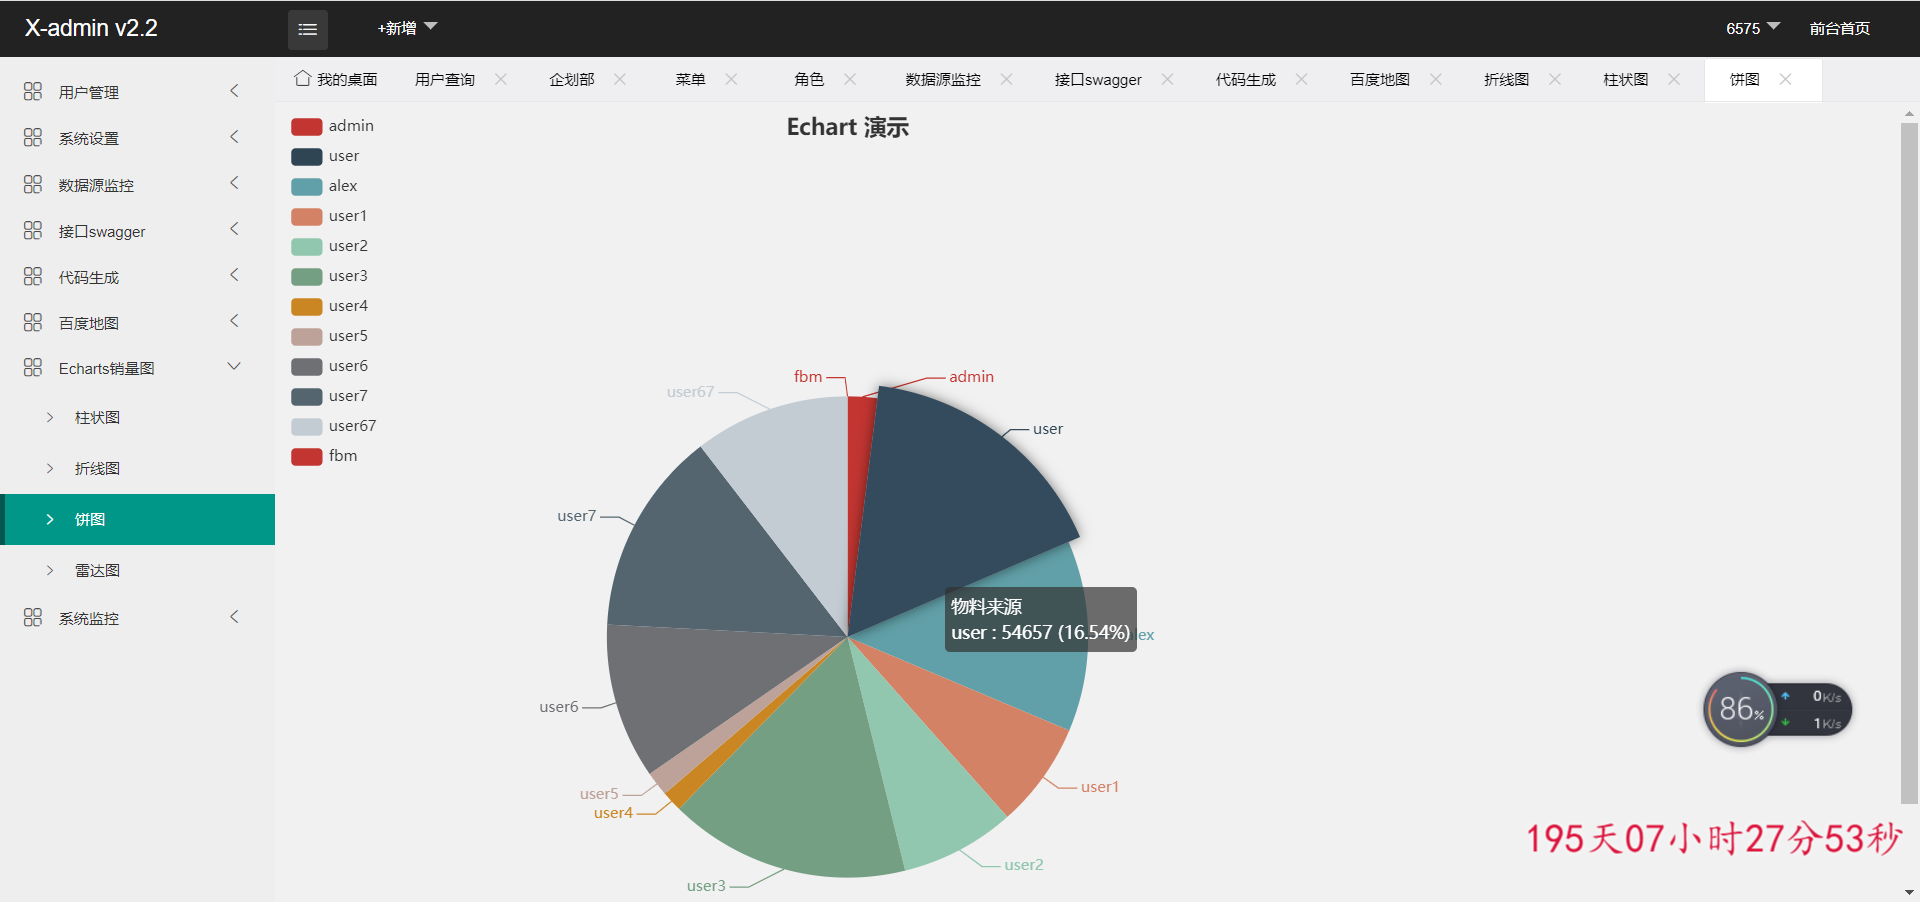 X-admin v2.2
+新增
6575
前台首页
用户管理
系统设置
数据源监控
接口swagger
代码生成
百度地图
Echarts销量图
柱状图
折线图
饼图
雷达图
系统监控
我的桌面
用户查询
企划部
菜单
角色
数据源监控
接口swagger
代码生成
百度地图
折线图
柱状图
饼图
Echart 演示
admin
user
alex
user1
user2
user3
user4
user5
user6
user7
user67
fbm
fbm
admin
user67
user
user7
物料来源
user : 54657 (16.54%)
lex
user6
user1
user5
user4
user2
user3
86%
0K/s
1K/s
195天07小时27分53秒